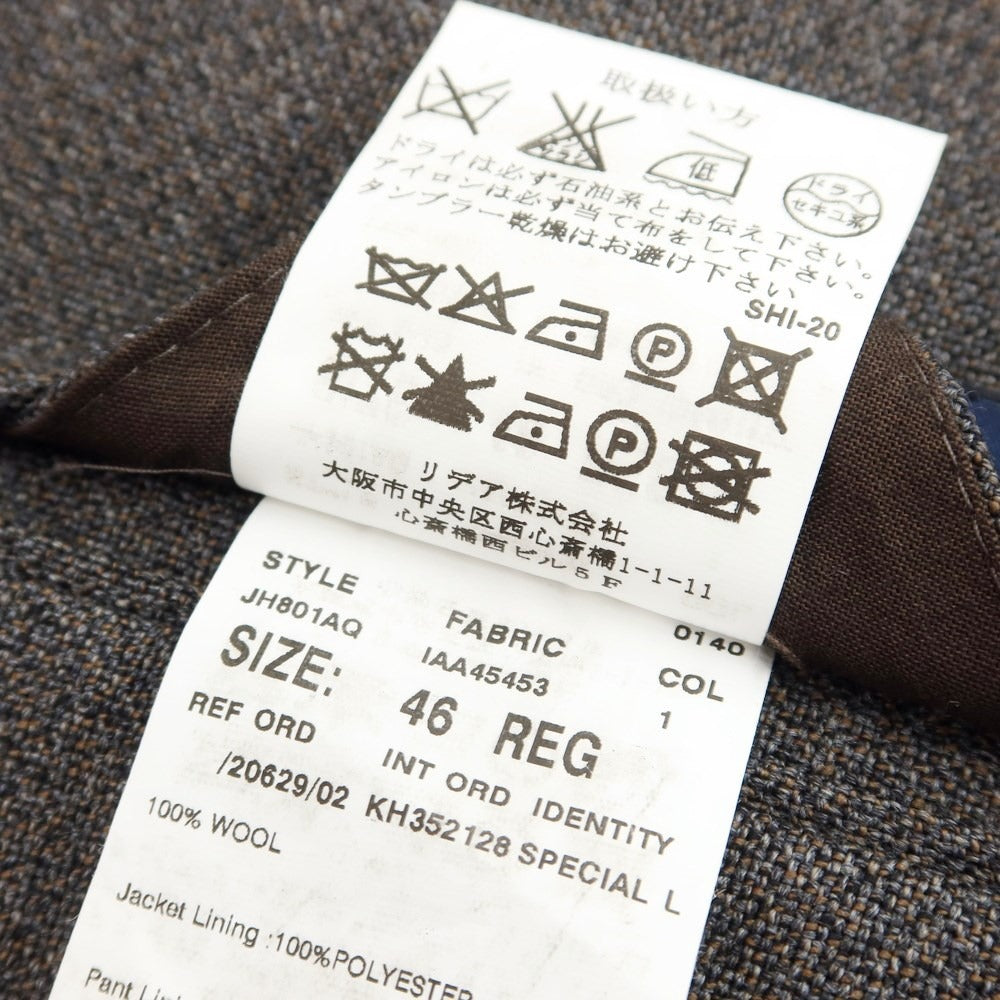 取扱い方
低
ドライ
セキユ系
ドライは必ず石油系とお伝え下さい。
アイロンは必ず当て布をして下さい。
タンブラー乾燥はお避け下さい
SHI-20
P
P
リデア株式会社
大阪市中央区西心斎橋1-1-11
心斎橋西ビル5F
0140
STYLE FABRIC COL
JH801AQ IAA45453 1
SIZE: 46 REG
REF ORD INT ORD IDENTITY
/20629/02 KH352128 SPECIAL L
100% WOOL
Jacket Lining :100%POLYESTER
Pant